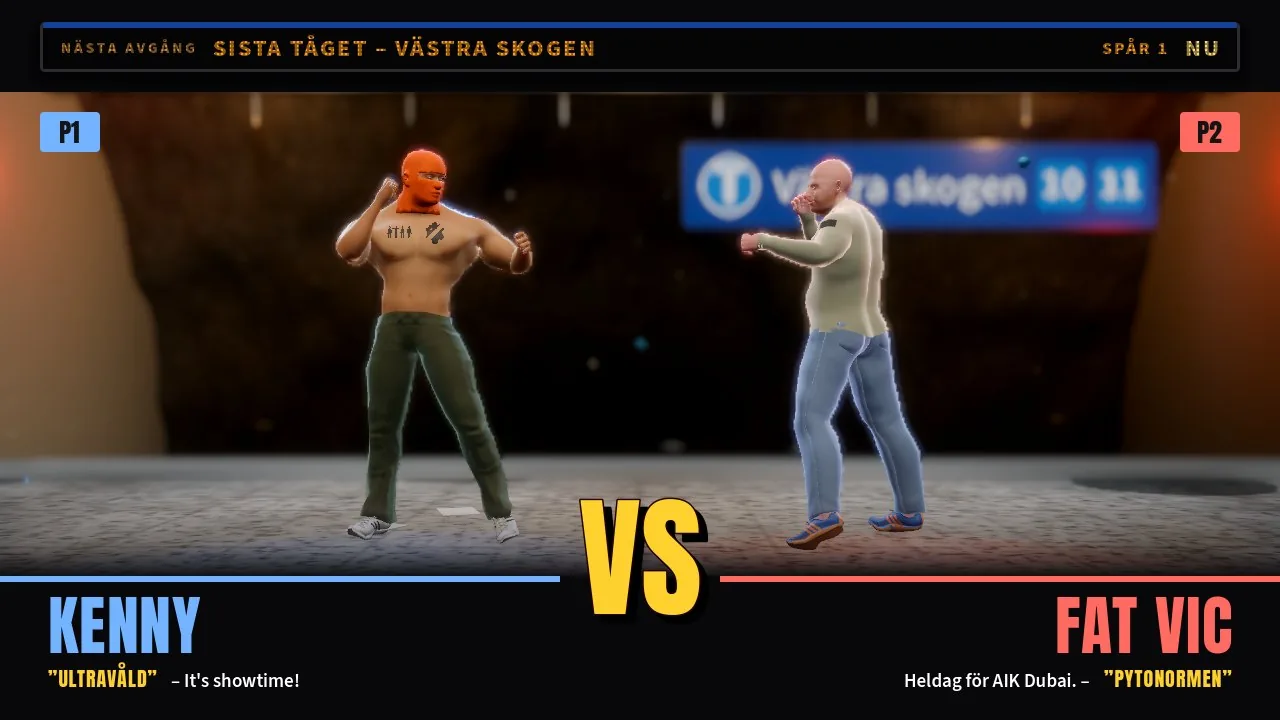 NÄSTA AVGÅNG SISTA TÅGET – VÄSTRA SKOGEN SPÅR 1 NU
P1
P2
T Västra skogen 10 11
VS
KENNY
FAT VIC
”ULTRAVÅLD” – It's showtime!
Heldag för AIK Dubai. – ”PYTONORMEN”